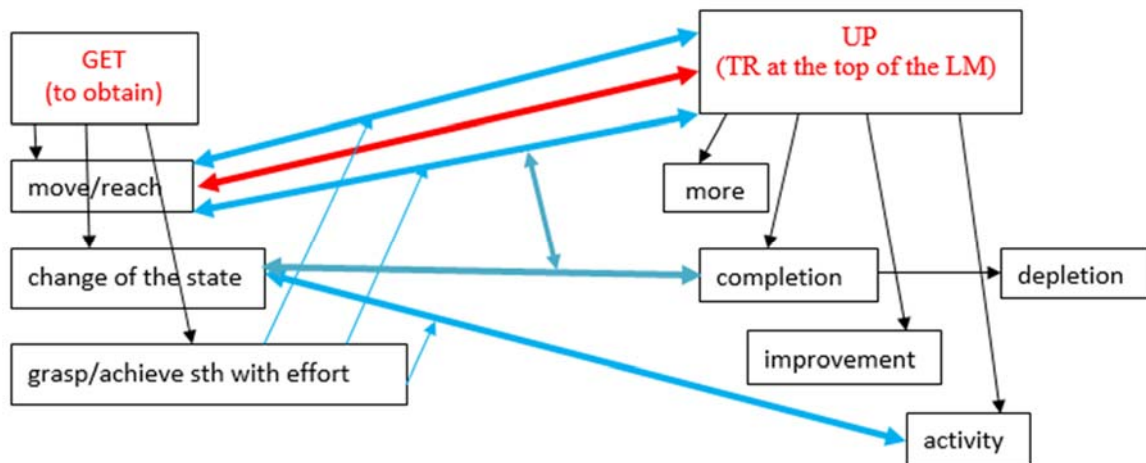 GET
(to obtain)
UP
(TR at the top of the LM)
move/reach
more
change of the state
completion
depletion
improvement
grasp/achieve sth with effort
activity